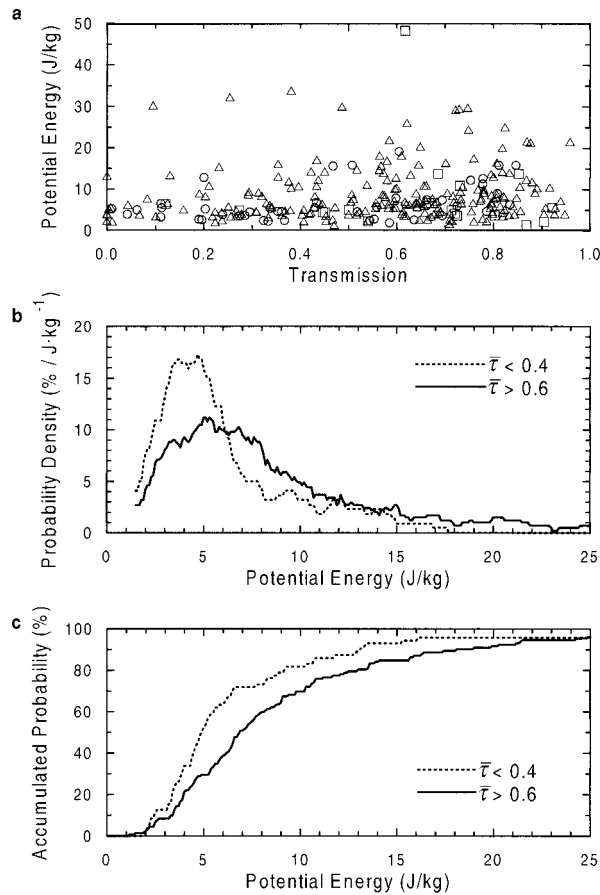 a
Potential Energy (J/kg)
50
40
30
20
10
0
0.0 0.2 0.4 0.6 0.8 1.0
Transmission
b
Probability Density (% / J·kg⁻¹)
20
15
10
5
0
τ̅ < 0.4
τ̅ > 0.6
0 5 10 15 20 25
Potential Energy (J/kg)
c
Accumulated Probability (%)
100
80
60
40
20
0
τ̅ < 0.4
τ̅ > 0.6
0 5 10 15 20 25
Potential Energy (J/kg)